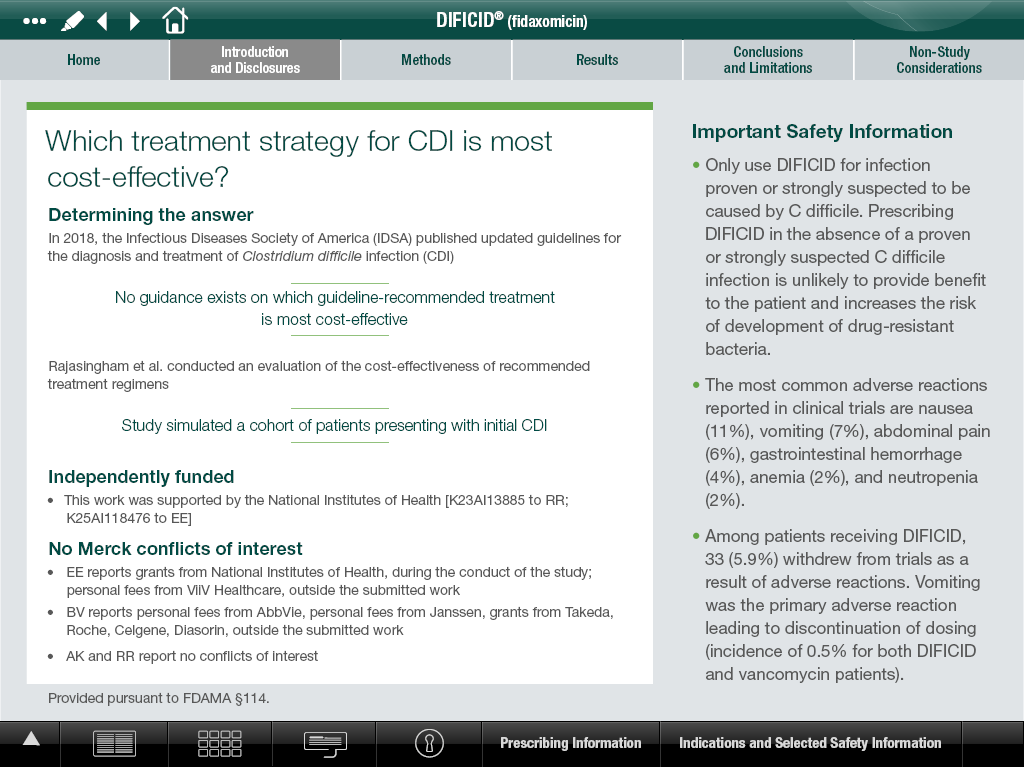 DIFICID® (fidaxomicin)
Home
Introduction
and Disclosures
Methods
Results
Conclusions
and Limitations
Non-Study
Considerations
Which treatment strategy for CDI is most
cost-effective?
Determining the answer
In 2018, the Infectious Diseases Society of America (IDSA) published updated guidelines for
the diagnosis and treatment of Clostridium difficile infection (CDI)
No guidance exists on which guideline-recommended treatment
is most cost-effective
Rajasingham et al. conducted an evaluation of the cost-effectiveness of recommended
treatment regimens
Study simulated a cohort of patients presenting with initial CDI
Independently funded
• This work was supported by the National Institutes of Health [K23AI13885 to RR;
K25AI118476 to EE]
No Merck conflicts of interest
• EE reports grants from National Institutes of Health, during the conduct of the study;
personal fees from ViiV Healthcare, outside the submitted work
• BV reports personal fees from AbbVie, personal fees from Janssen, grants from Takeda,
Roche, Celgene, Diasorin, outside the submitted work
• AK and RR report no conflicts of interest
Provided pursuant to FDAMA §114.
Important Safety Information
• Only use DIFICID for infection
proven or strongly suspected to be
caused by C difficile. Prescribing
DIFICID in the absence of a proven
or strongly suspected C difficile
infection is unlikely to provide benefit
to the patient and increases the risk
of development of drug-resistant
bacteria.
• The most common adverse reactions
reported in clinical trials are nausea
(11%), vomiting (7%), abdominal pain
(6%), gastrointestinal hemorrhage
(4%), anemia (2%), and neutropenia
(2%).
• Among patients receiving DIFICID,
33 (5.9%) withdrew from trials as a
result of adverse reactions. Vomiting
was the primary adverse reaction
leading to discontinuation of dosing
(incidence of 0.5% for both DIFICID
and vancomycin patients).
Prescribing Information
Indications and Selected Safety Information